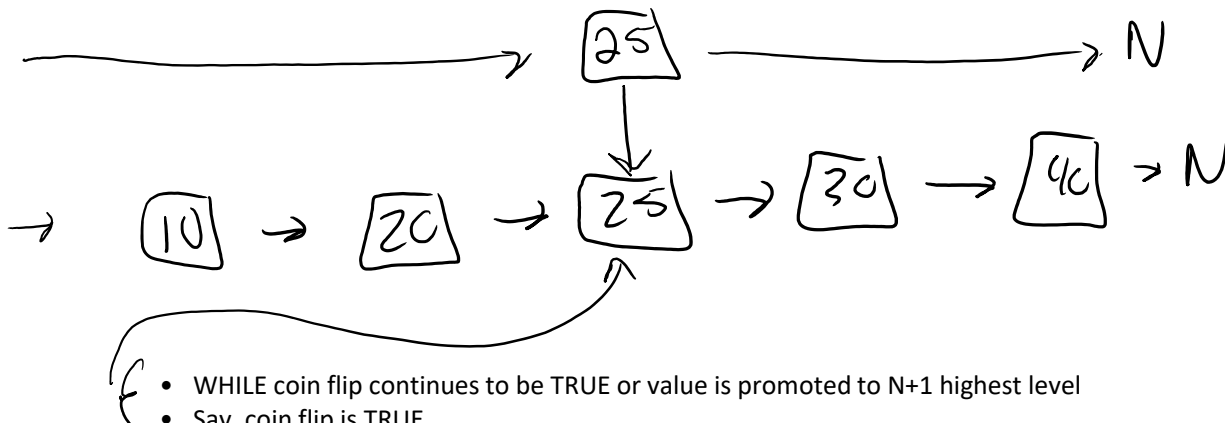 25 N
10 20 25 30 40 N
• WHILE coin flip continues to be TRUE or value is promoted to N+1 highest level
• Say, coin flip is TRUE